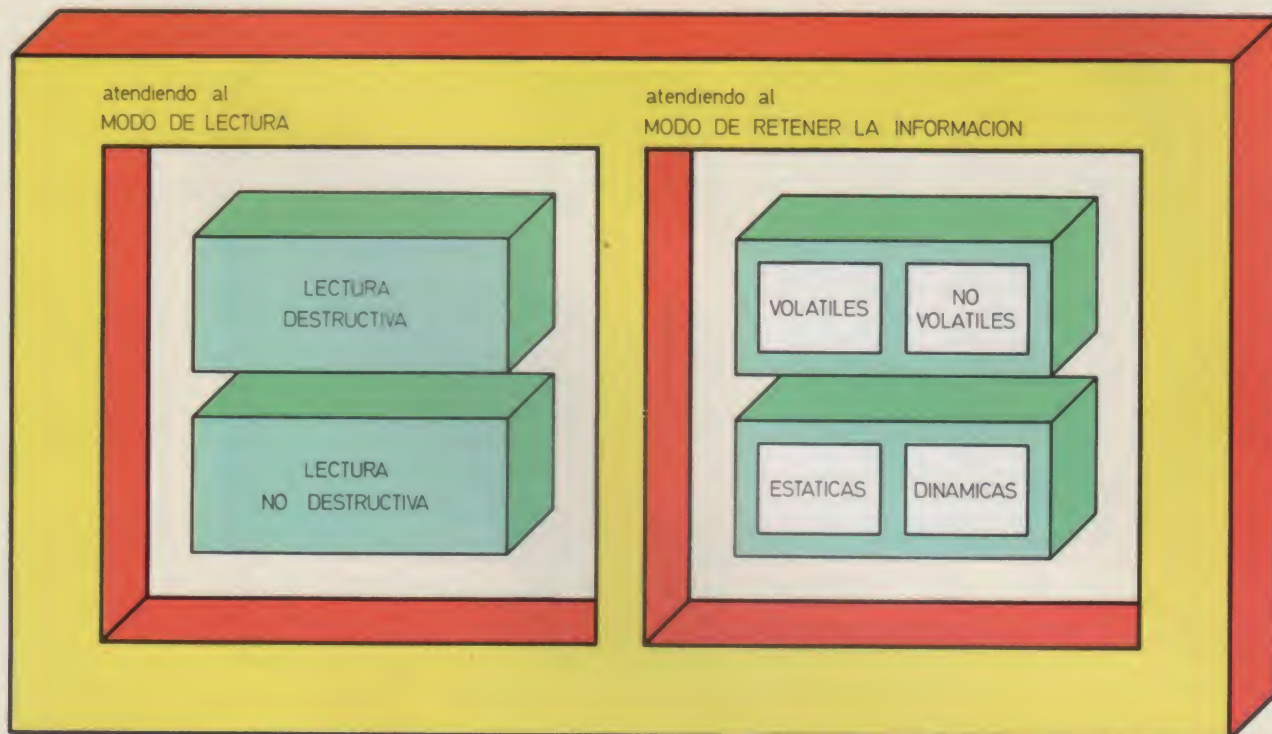 atendiendo al
MODO DE LECTURA
LECTURA
DESTRUCTIVA
LECTURA
NO DESTRUCTIVA
atendiendo al
MODO DE RETENER LA INFORMACION
VOLATILES
NO
VOLATILES
ESTATICAS
DINAMICAS